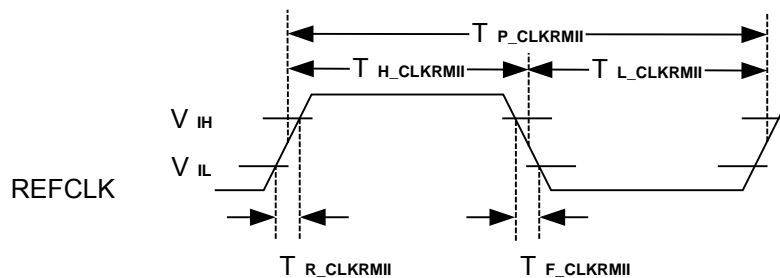 T P_CLKRMII
T H_CLKRMII T L_CLKRMII
V IH
V IL
REFCLK
T R_CLKRMII T F_CLKRMII